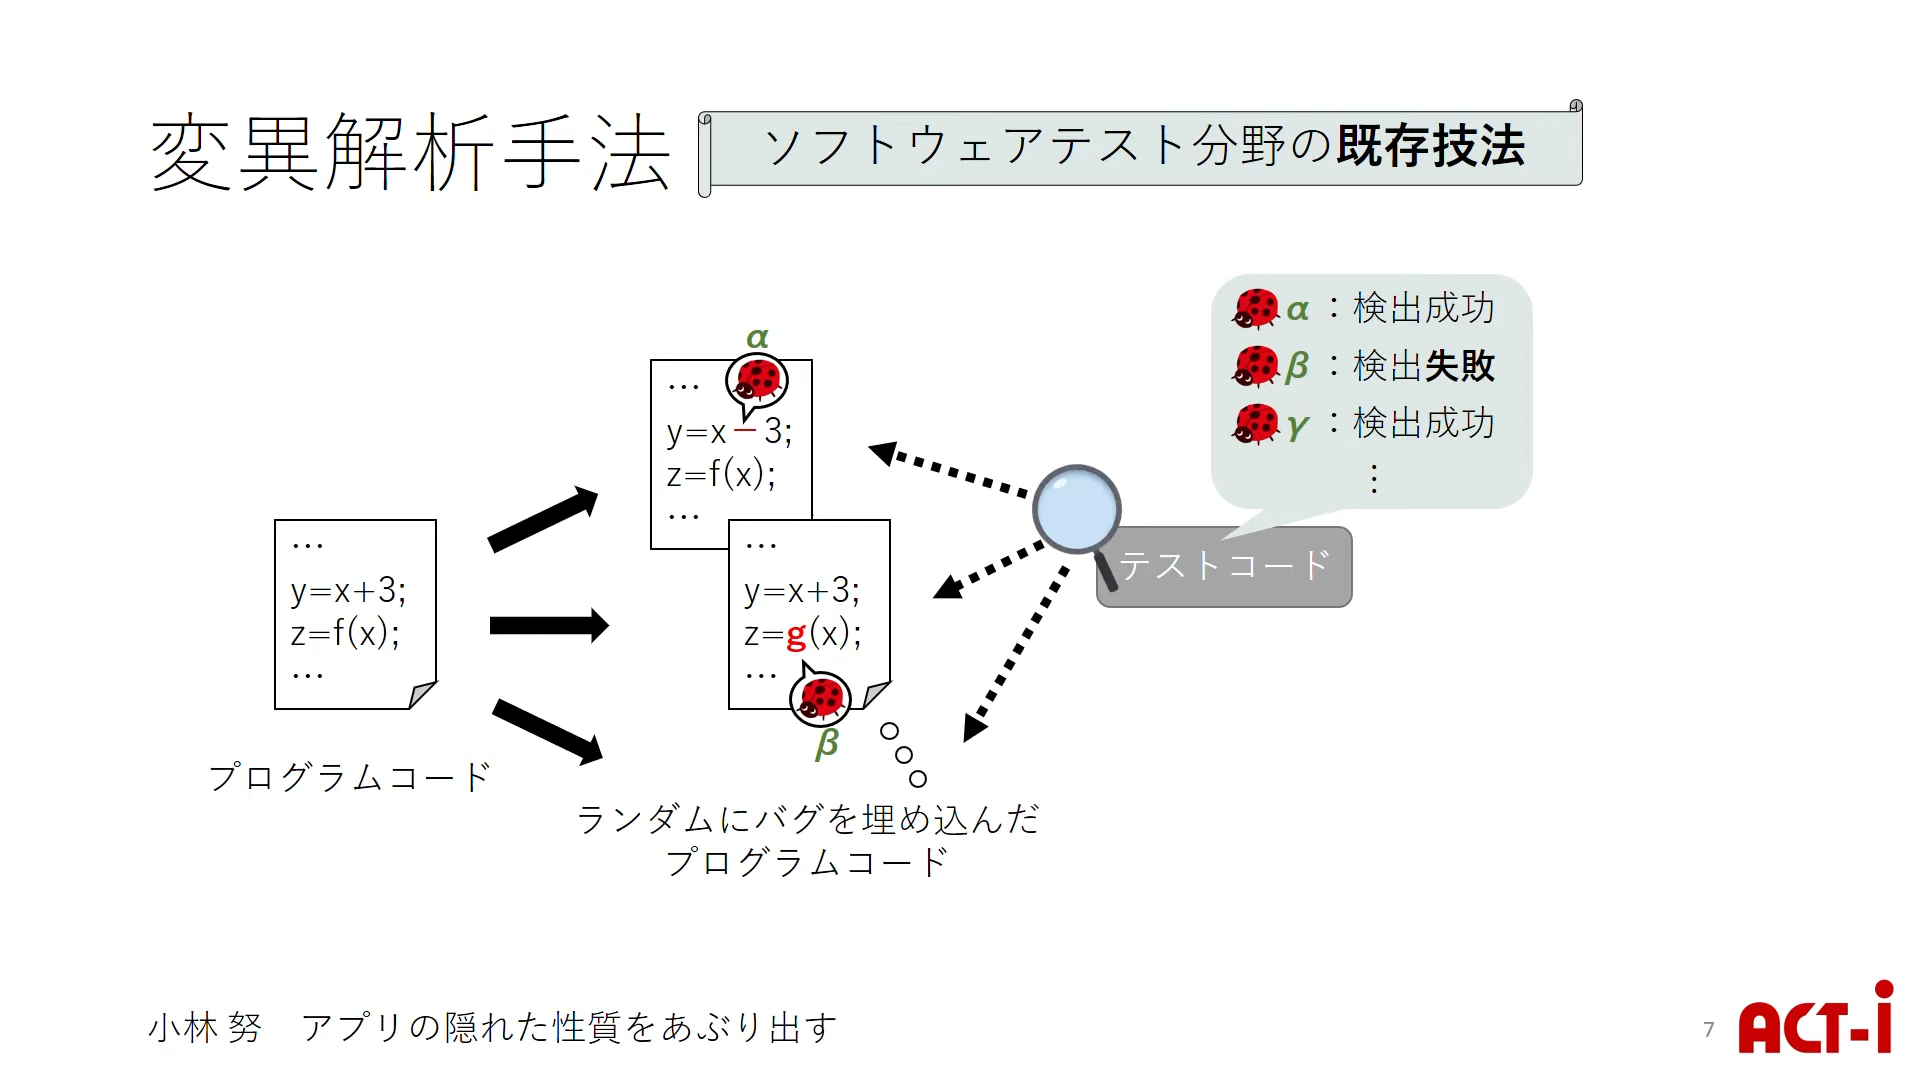 変異解析手法
ソフトウェアテスト分野の既存技法
α：検出成功
β：検出失敗
γ：検出成功
⋮
α
…
y=x－3;
z=f(x);
…
…
y=x+3;
z=f(x);
…
プログラムコード
…
y=x+3;
z=g(x);
…
β
テストコード
ランダムにバグを埋め込んだ
プログラムコード
小林 努　アプリの隠れた性質をあぶり出す
7
ACT-i